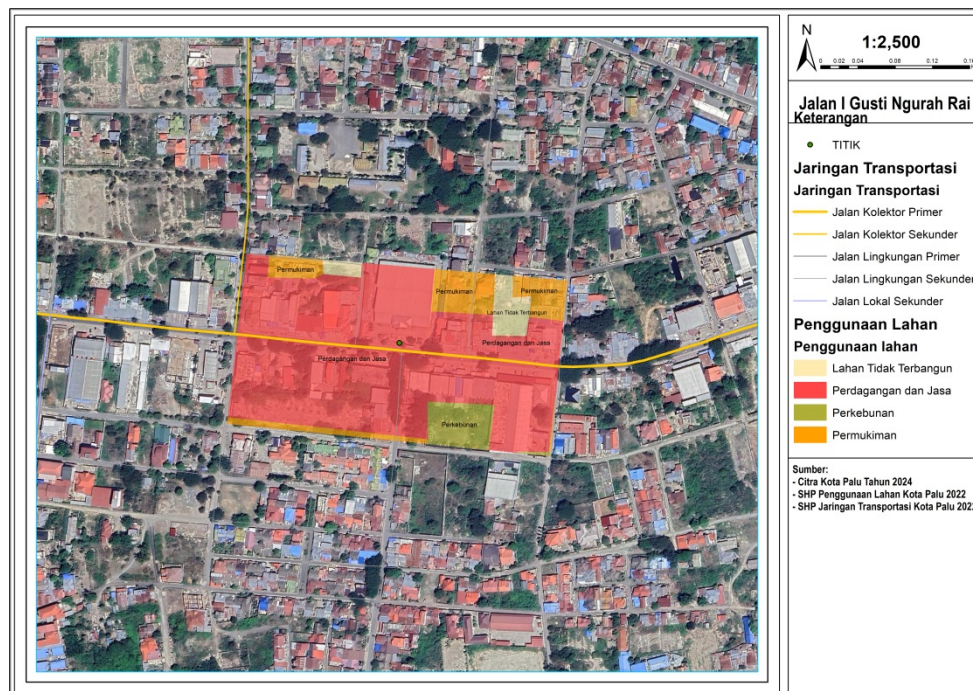 N
1:2,500
0 0.02 0.04 0.08 0.12 0.16
Jalan I Gusti Ngurah Rai
Keterangan
TITIK
Jaringan Transportasi
Jaringan Transportasi
Jalan Kolektor Primer
Jalan Kolektor Sekunder
Jalan Lingkungan Primer
Jalan Lingkungan Sekunder
Jalan Lokal Sekunder
Penggunaan Lahan
Penggunaan lahan
Lahan Tidak Terbangun
Perdagangan dan Jasa
Perkebunan
Permukiman
Sumber:
- Citra Kota Palu Tahun 2024
- SHP Penggunaan Lahan Kota Palu 2022
- SHP Jaringan Transportasi Kota Palu 202
Permukiman
Permukiman
Permukiman
Lahan Tidak Terbangun
Perdagangan dan Jasa
Perdagangan dan Jasa
Perkebunan